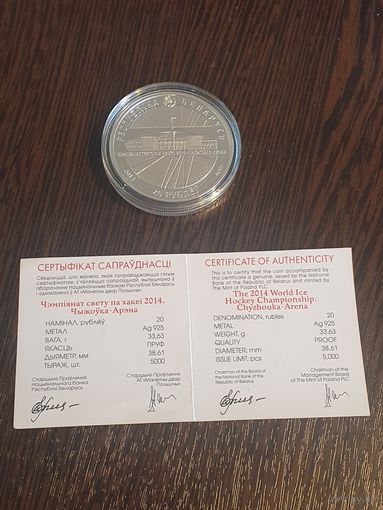 РЭСПУБЛІКА БЕЛАРУСЬ
2014
20 РУБЛЁЎ
СЕРТЫФІКАТ САПРАЎДНАСЦІ
Сведчыцца, што манета, якая суправаджаецца гэтым
сертыфікатам, з'яўляецца сапраўднай, выпушчана ў
абарачэнне Нацыянальным банкам Рэспублікі Беларусь
і адчаканена ў АТ «Манетны двор Польшчы»
Чэмпіянат свету па хакеі 2014.
Чыжоўка-Арэна
НАМІНАЛ, рублёў 20
МЕТАЛ Ag 925
ВАГА, г 33,63
ЯКАСЦЬ ПРУФ
ДЫЯМЕТР, мм 38,61
ТЫРАЖ, шт. 5000
Старшыня Праўлення
Нацыянальнага банка
Рэспублікі Беларусь
Старшыня Праўлення
АТ «Манетны двор
Польшчы»
CERTIFICATE OF AUTHENTICITY
This is to certify that the coin accompanied by
this certificate is genuine, issued by the National
Bank of the Republic of Belarus and minted by
The Mint of Poland PLC
The 2014 World Ice
Hockey Championship.
Chyzhouka-Arena
DENOMINATION, rubles 20
METAL Ag 925
WEIGHT, g 33.63
QUALITY PROOF
DIAMETER, mm 38.61
ISSUE LIMIT, pcs 5.000
Chairman of the Board of
the National Bank of the
Republic of Belarus
Chairman of the
Management Board
of The Mint of Poland PLC